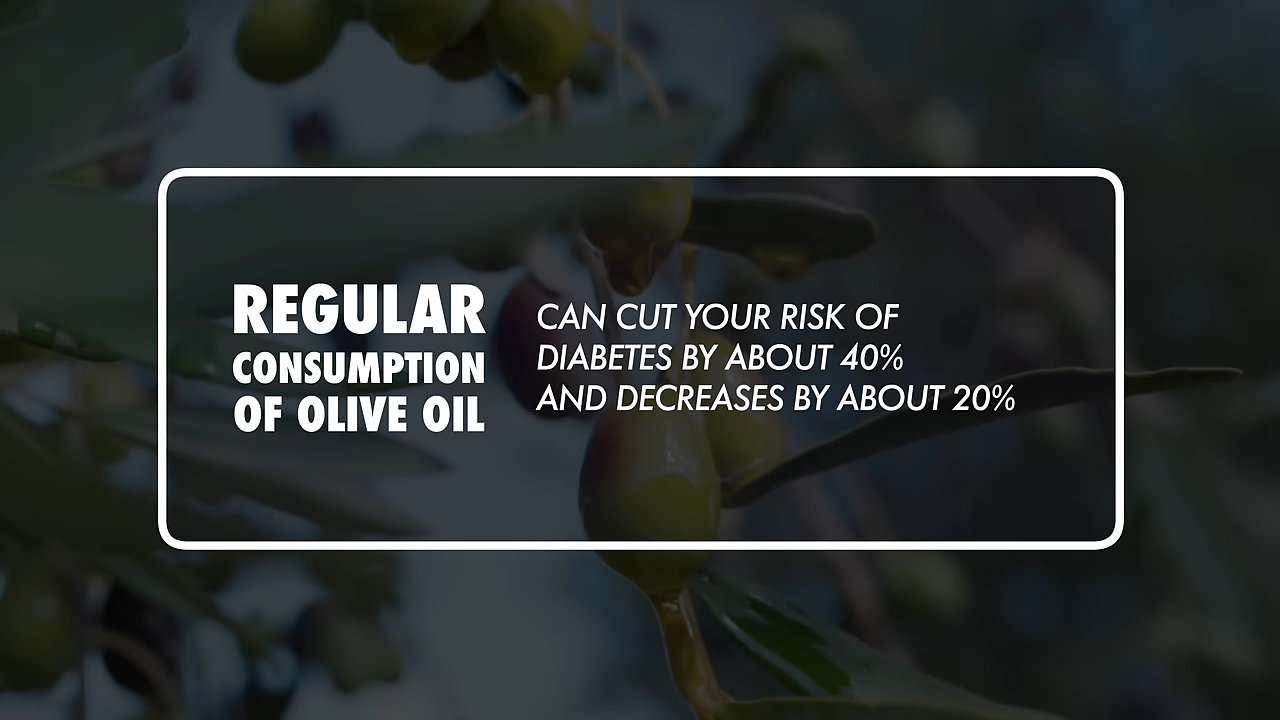 REGULAR
CONSUMPTION
OF OLIVE OIL
CAN CUT YOUR RISK OF
DIABETES BY ABOUT 40%
AND DECREASES BY ABOUT 20%